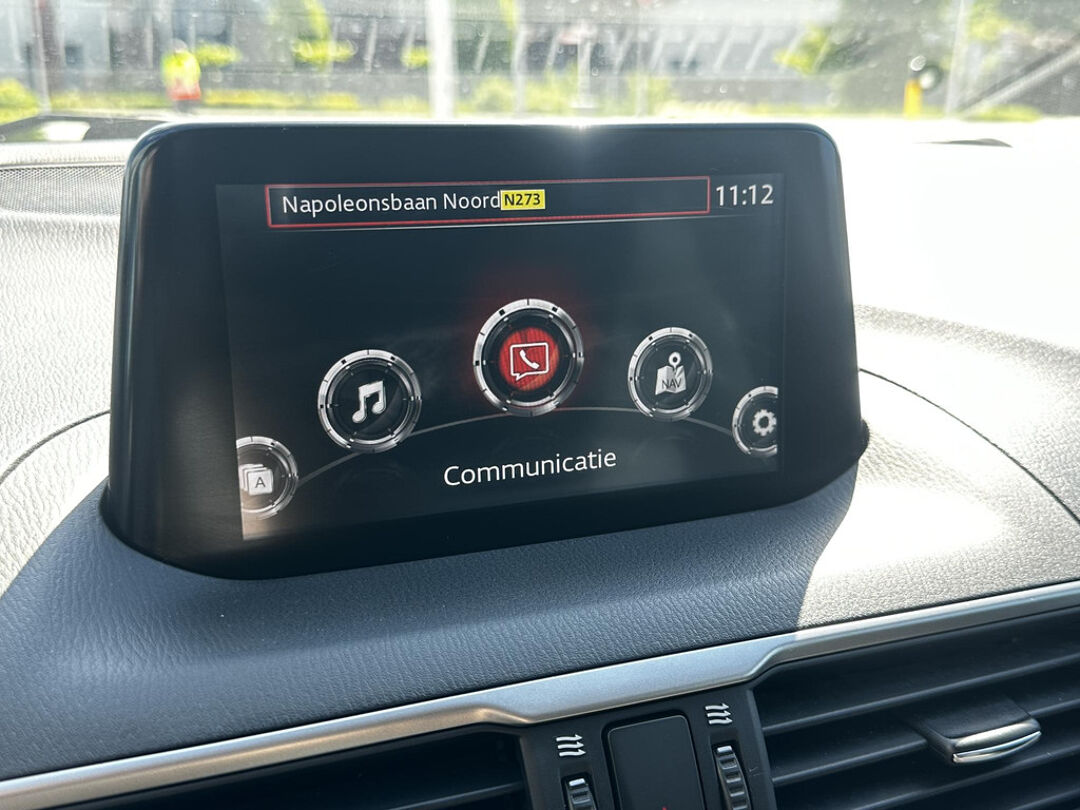 Napoleonsbaan Noord N273 11:12
NAV
A
Communicatie